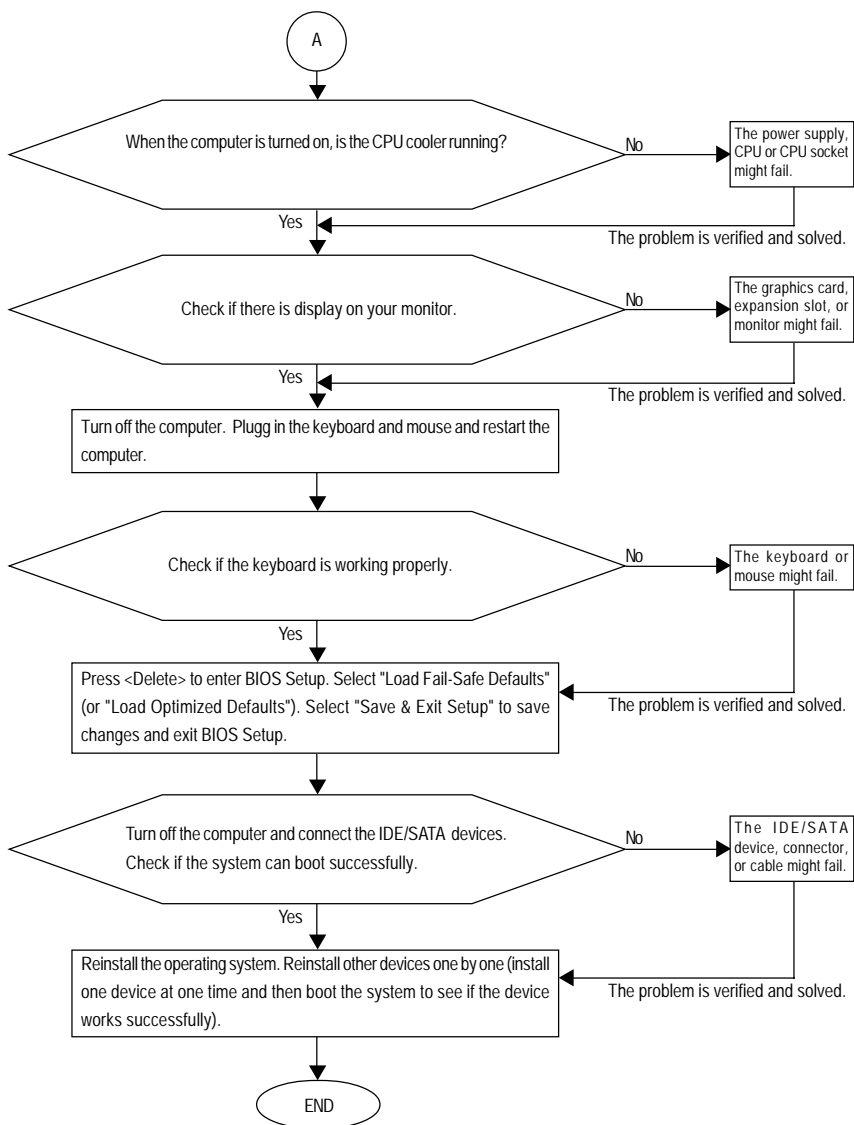 A
When the computer is turned on, is the CPU cooler running?
No
The power supply,
CPU or CPU socket
might fail.
Yes
The problem is verified and solved.
Check if there is display on your monitor.
No
The graphics card,
expansion slot, or
monitor might fail.
Yes
The problem is verified and solved.
Turn off the computer. Plugg in the keyboard and mouse and restart the
computer.
Check if the keyboard is working properly.
No
The keyboard or
mouse might fail.
Yes
Press <Delete> to enter BIOS Setup. Select "Load Fail-Safe Defaults"
(or "Load Optimized Defaults"). Select "Save & Exit Setup" to save
changes and exit BIOS Setup.
The problem is verified and solved.
Turn off the computer and connect the IDE/SATA devices.
Check if the system can boot successfully.
No
The IDE/SATA
device, connector,
or cable might fail.
Yes
Reinstall the operating system. Reinstall other devices one by one (install
one device at one time and then boot the system to see if the device
works successfully).
The problem is verified and solved.
END